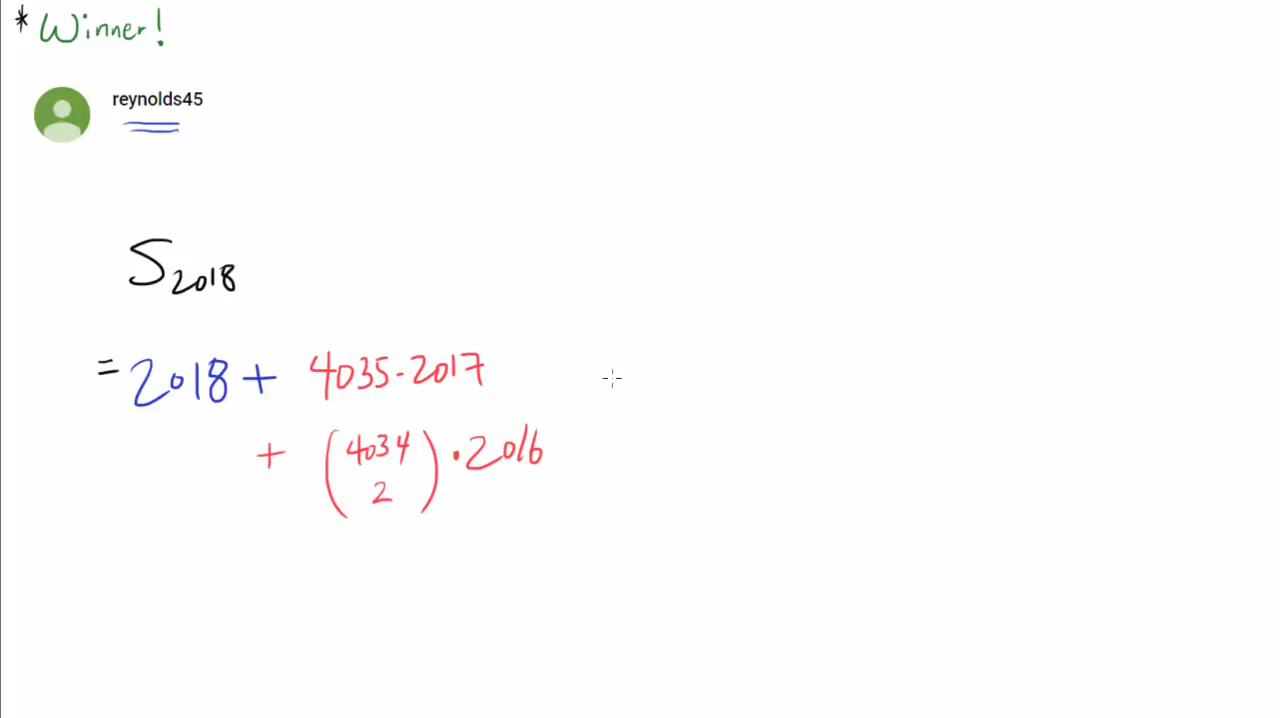 * Winner!
reynolds45
S₂₀₁₈
= 2018 + 4035·2017
+ (4034
2) · 2016